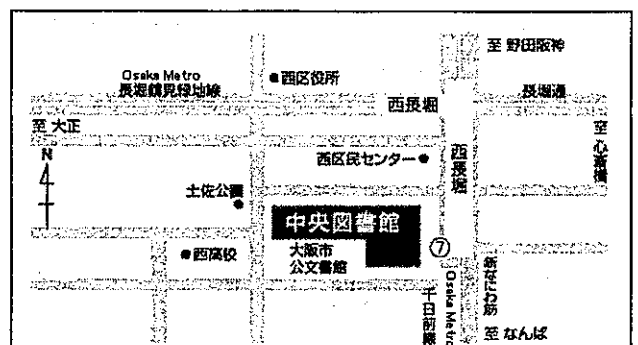 至 野田阪神
Osaka Metro
長堀鶴見緑地線
西区役所
西長堀
長堀通
至 大正
至 心斎橋
N
西区民センター
西長堀
土佐公園
中央図書館
大阪市
公文書館
西高校
⑦
千日前線
Osaka Metro
新なにわ筋
至 なんば